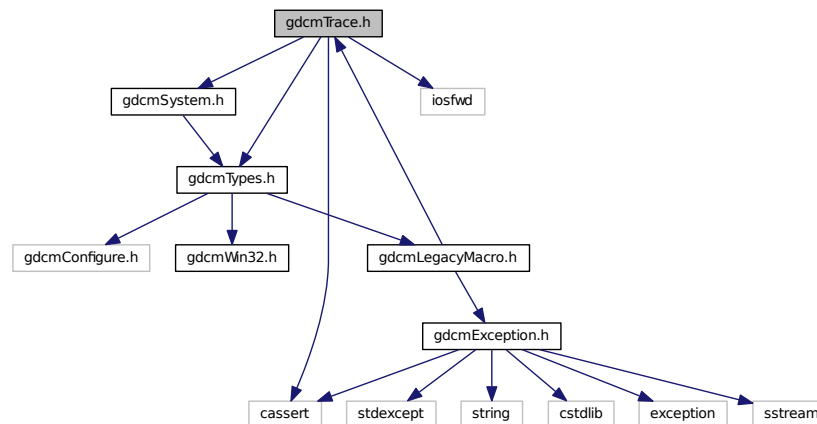 gdcmTrace.h
gdcmSystem.h
iosfwd
gdcmTypes.h
gdcmConfigure.h
gdcmWin32.h
gdcmLegacyMacro.h
gdcmException.h
cassert
stdexcept
string
cstdlib
exception
sstream